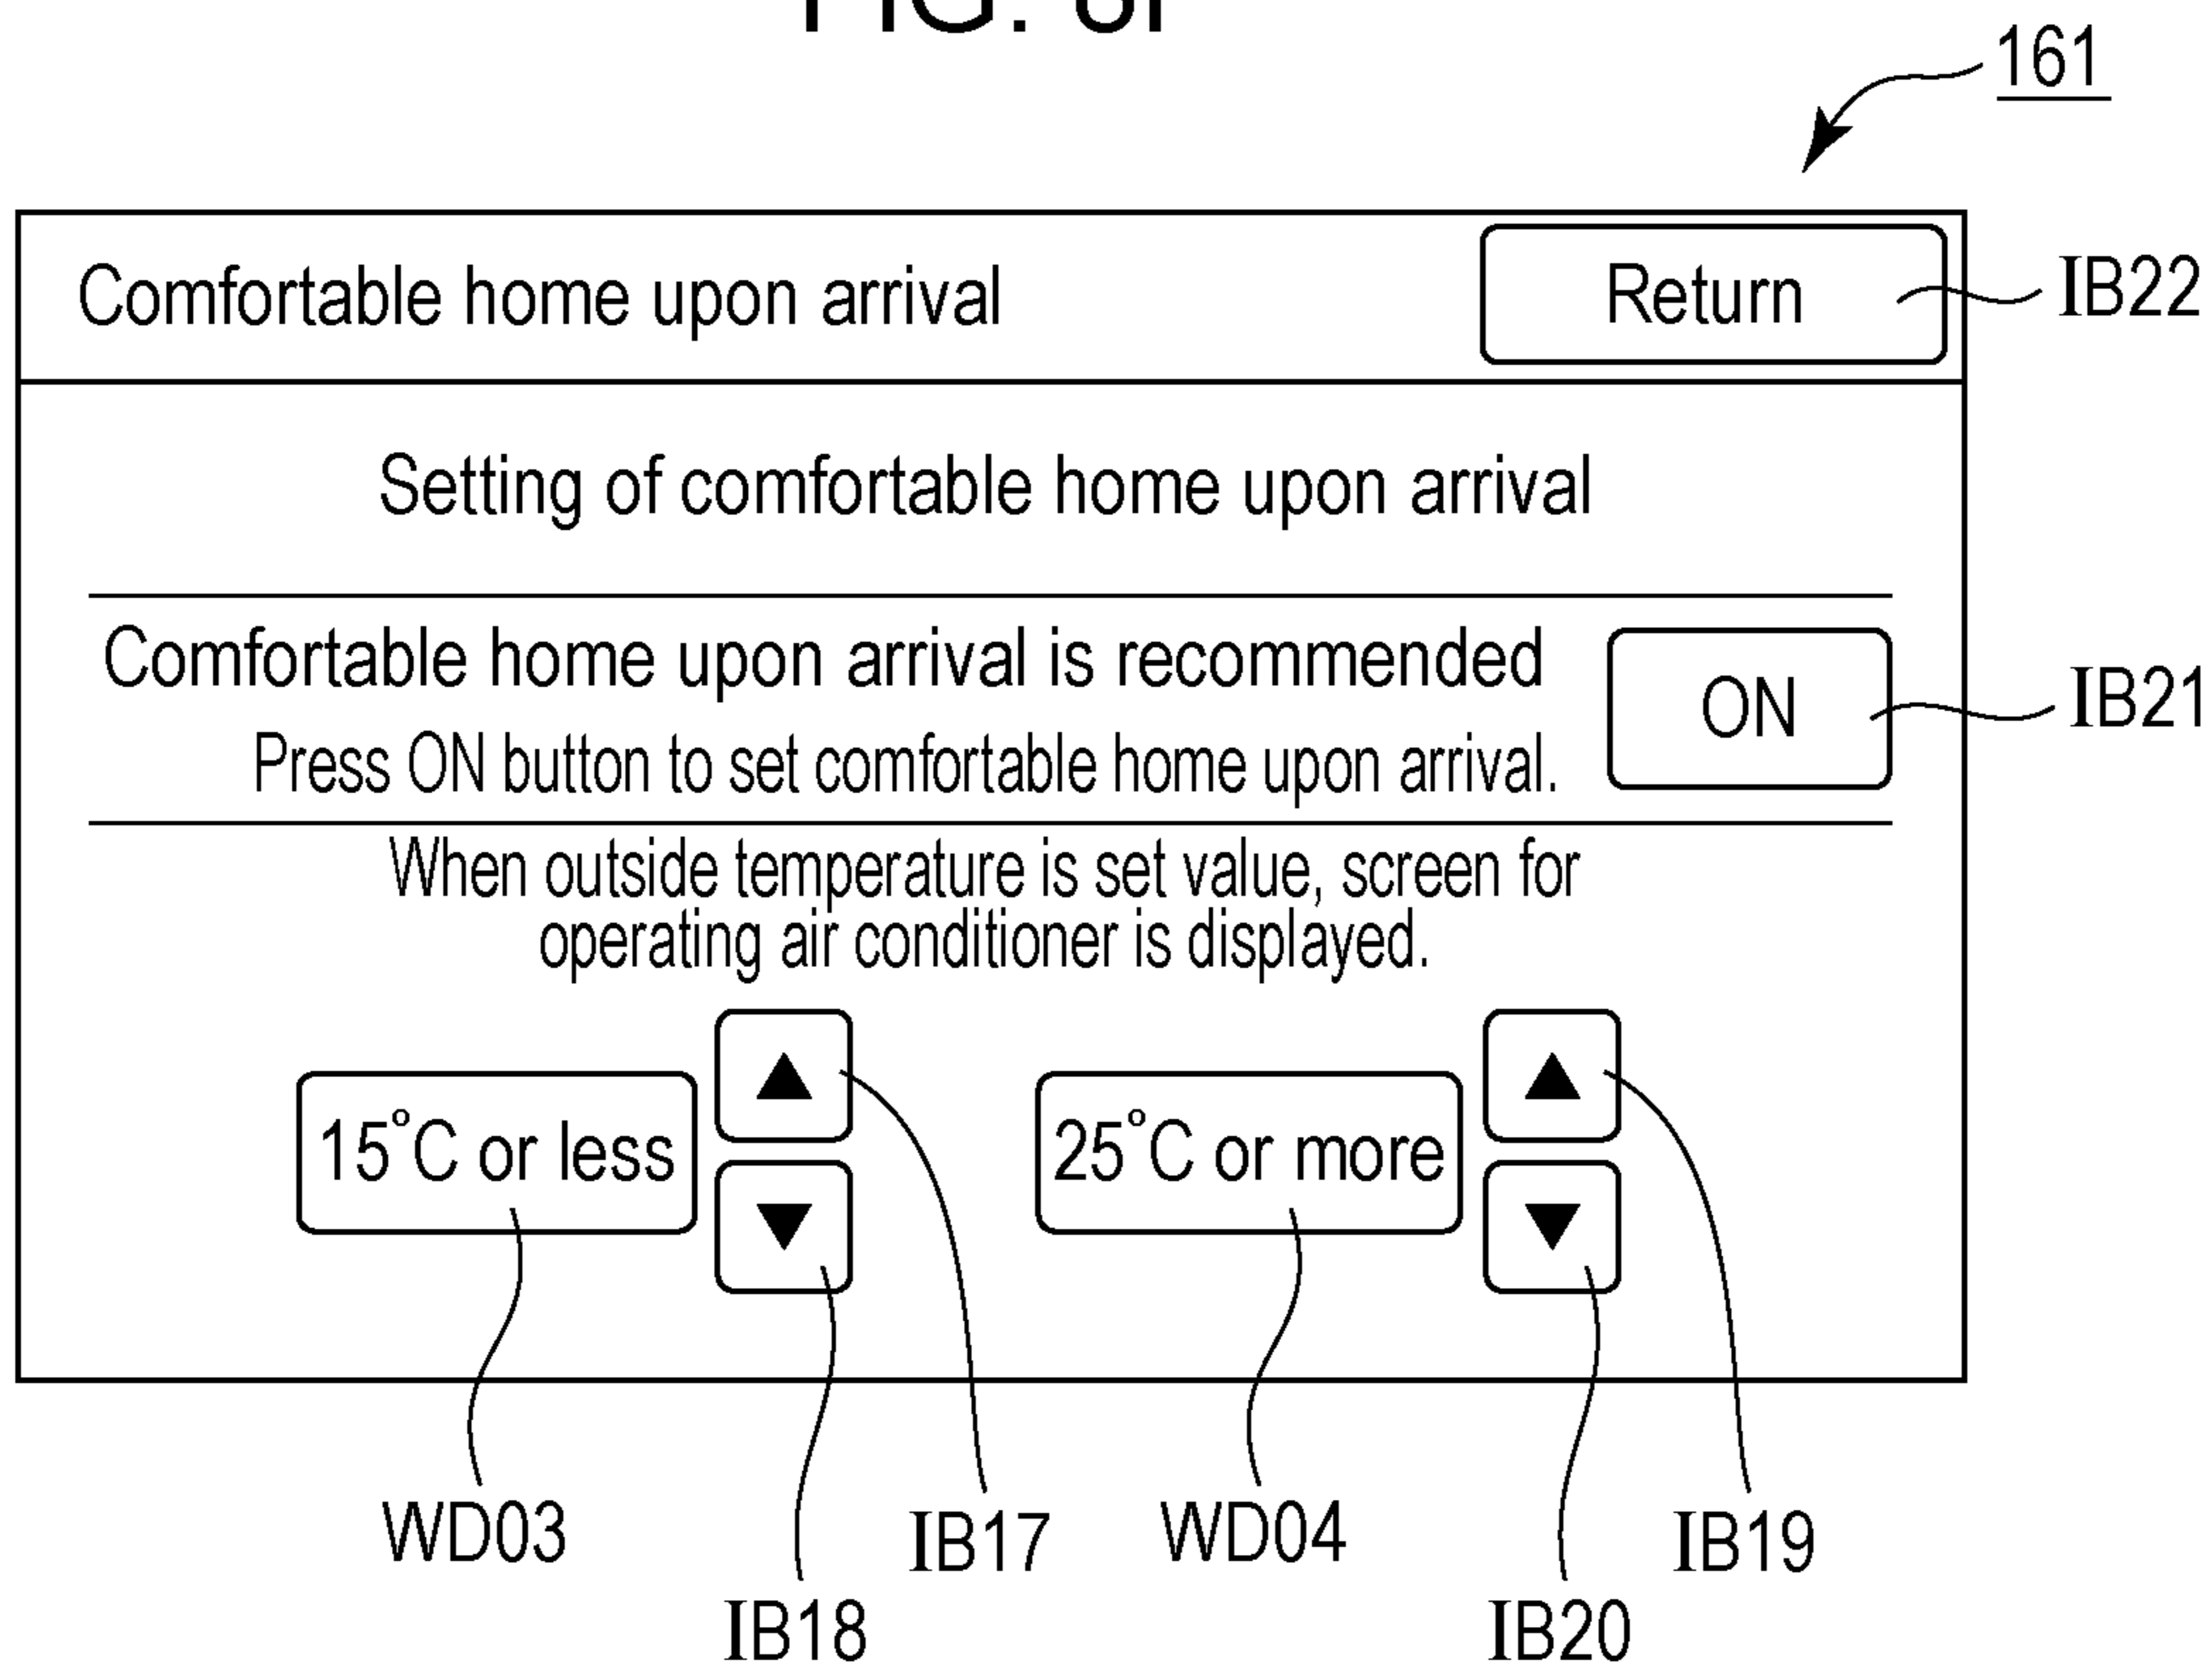 FIG.
161
Comfortable home upon arrival
Return
IB22
Setting of comfortable home upon arrival
Comfortable home upon arrival is recommended
Press ON button to set comfortable home upon arrival.
ON
IB21
When outside temperature is set value, screen for
operating air conditioner is displayed.
▲
▲
15°C or less
25°C or more
▼
▼
WD03
IB17
WD04
IB19
IB18
IB20